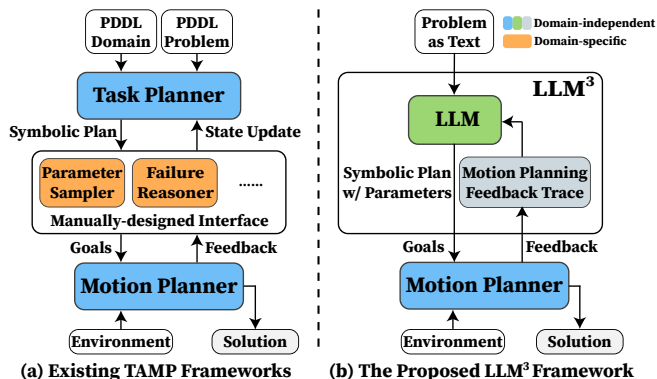 PDDL
Domain
PDDL
Problem
Task Planner
Symbolic Plan
State Update
Parameter
Sampler
Failure
Reasoner
......
Manually-designed Interface
Goals
Feedback
Motion Planner
Environment
Solution
(a) Existing TAMP Frameworks
Problem
as Text
Domain-independent
Domain-specific
LLM³
LLM
Symbolic Plan
w/ Parameters
Motion Planning
Feedback Trace
Goals
Feedback
Motion Planner
Environment
Solution
(b) The Proposed LLM³ Framework